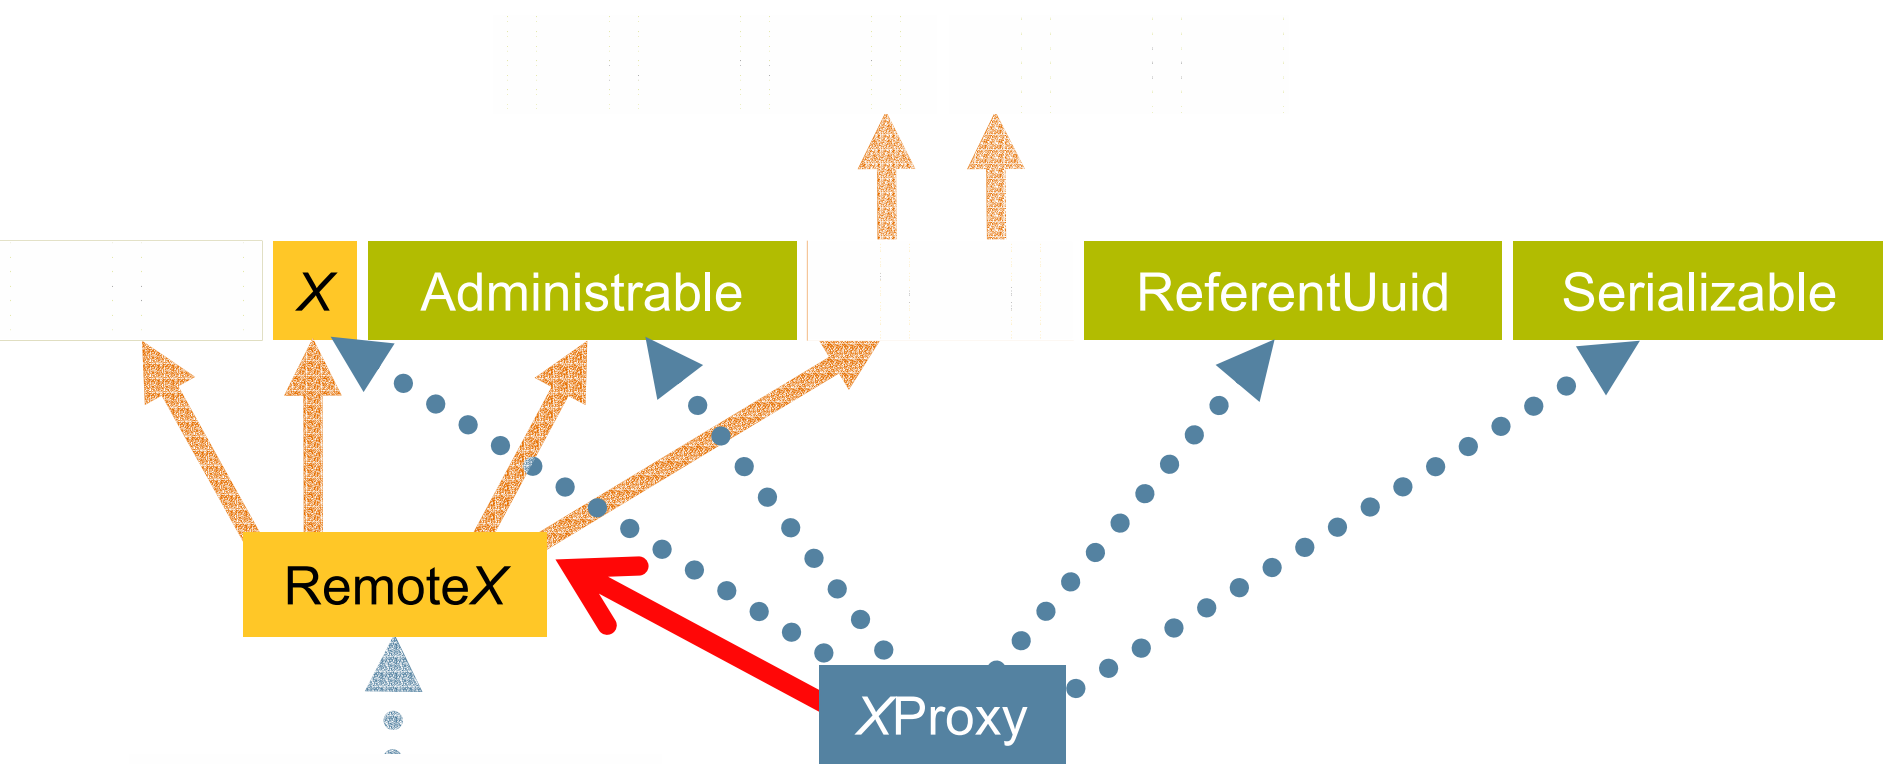 X
Administrable
ReferentUuid
Serializable
RemoteX
XProxy